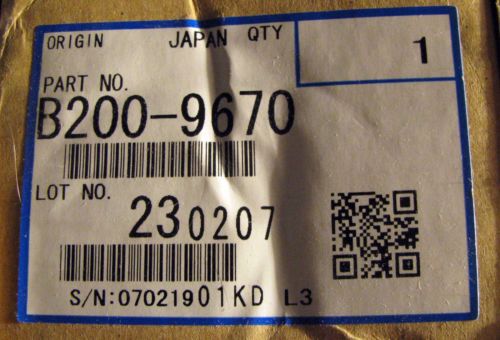 ORIGIN JAPAN QTY 1
PART NO.
B200-9670
LOT NO.
230207
S/N:07021901KD L3